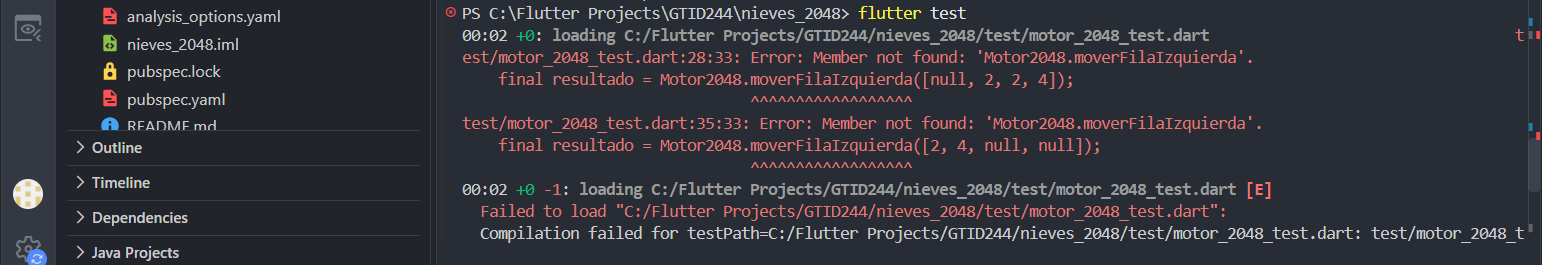 analysis_options.yaml
nieves_2048.iml
pubspec.lock
pubspec.yaml
README.md
Outline
Timeline
Dependencies
Java Projects
PS C:\Flutter Projects\GTID244\nieves_2048> flutter test
00:02 +0: loading C:/Flutter Projects/GTID244/nieves_2048/test/motor_2048_test.dart t
est/motor_2048_test.dart:28:33: Error: Member not found: 'Motor2048.moverFilaIzquierda'.
final resultado = Motor2048.moverFilaIzquierda([null, 2, 2, 4]);
^^^^^^^^^^^^^^^^^^
test/motor_2048_test.dart:35:33: Error: Member not found: 'Motor2048.moverFilaIzquierda'.
final resultado = Motor2048.moverFilaIzquierda([2, 4, null, null]);
^^^^^^^^^^^^^^^^^^
00:02 +0 -1: loading C:/Flutter Projects/GTID244/nieves_2048/test/motor_2048_test.dart [E]
Failed to load "C:/Flutter Projects/GTID244/nieves_2048/test/motor_2048_test.dart":
Compilation failed for testPath=C:/Flutter Projects/GTID244/nieves_2048/test/motor_2048_test.dart: test/motor_2048_t